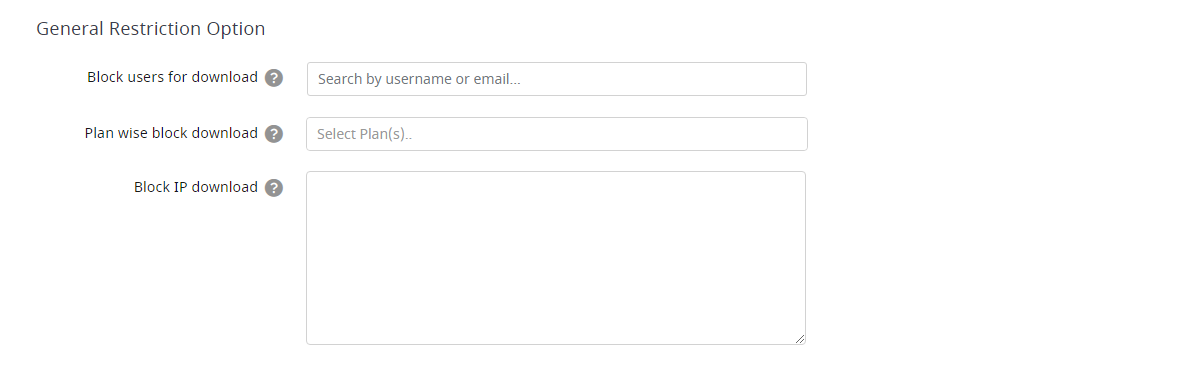 General Restriction Option
Block users for download ?
Search by username or email...
Plan wise block download ?
Select Plan(s)..
Block IP download ?